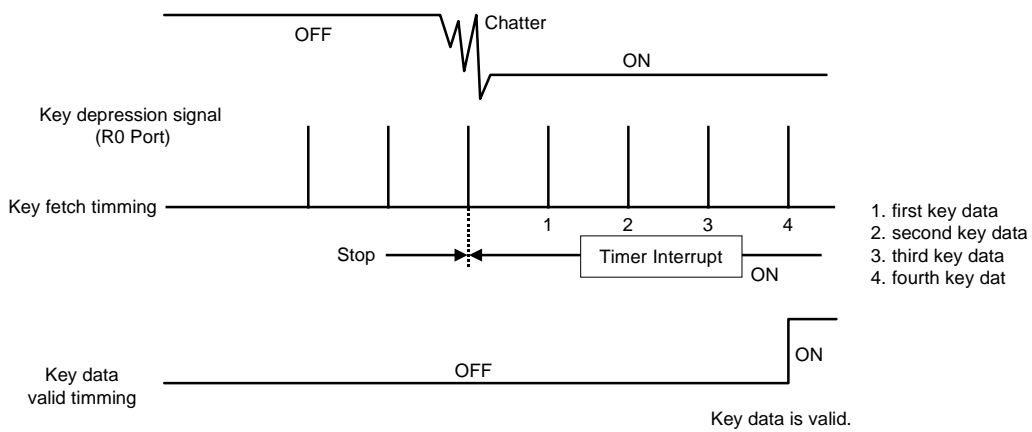 Chatter
OFF
ON
Key depression signal
(R0 Port)
Key fetch timming
1 2 3 4
1. first key data
2. second key data
3. third key data
4. fourth key dat
Stop
Timer Interrupt
ON
ON
OFF
Key data
valid timming
Key data is valid.